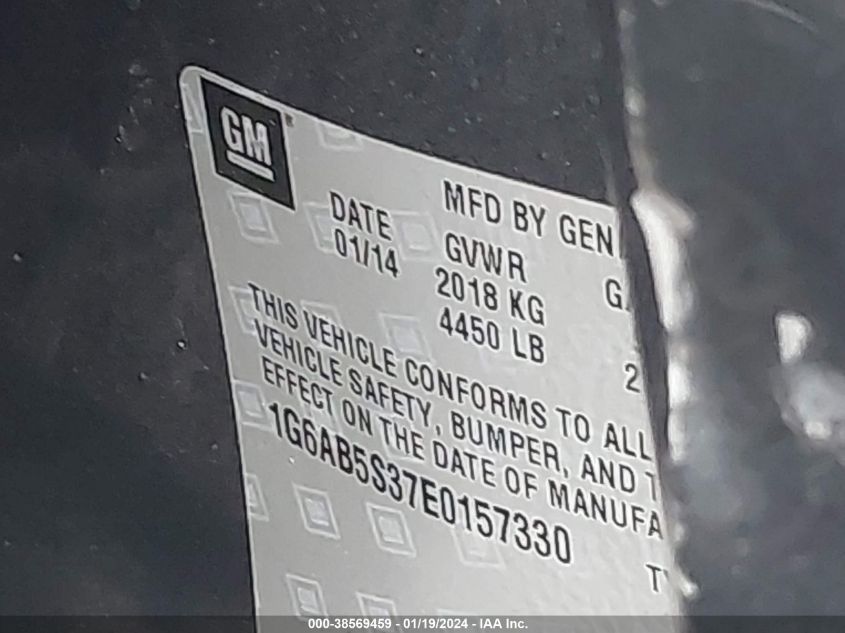 GM
MFD BY GEN
DATE GVWR
01/14 2018 KG
4450 LB
2
THIS VEHICLE CONFORMS TO ALL
VEHICLE SAFETY, BUMPER, AND T
EFFECT ON THE DATE OF MANUFA
1G6AB5S37E0157330
000-38569459 - 01/19/2024 - IAA Inc.